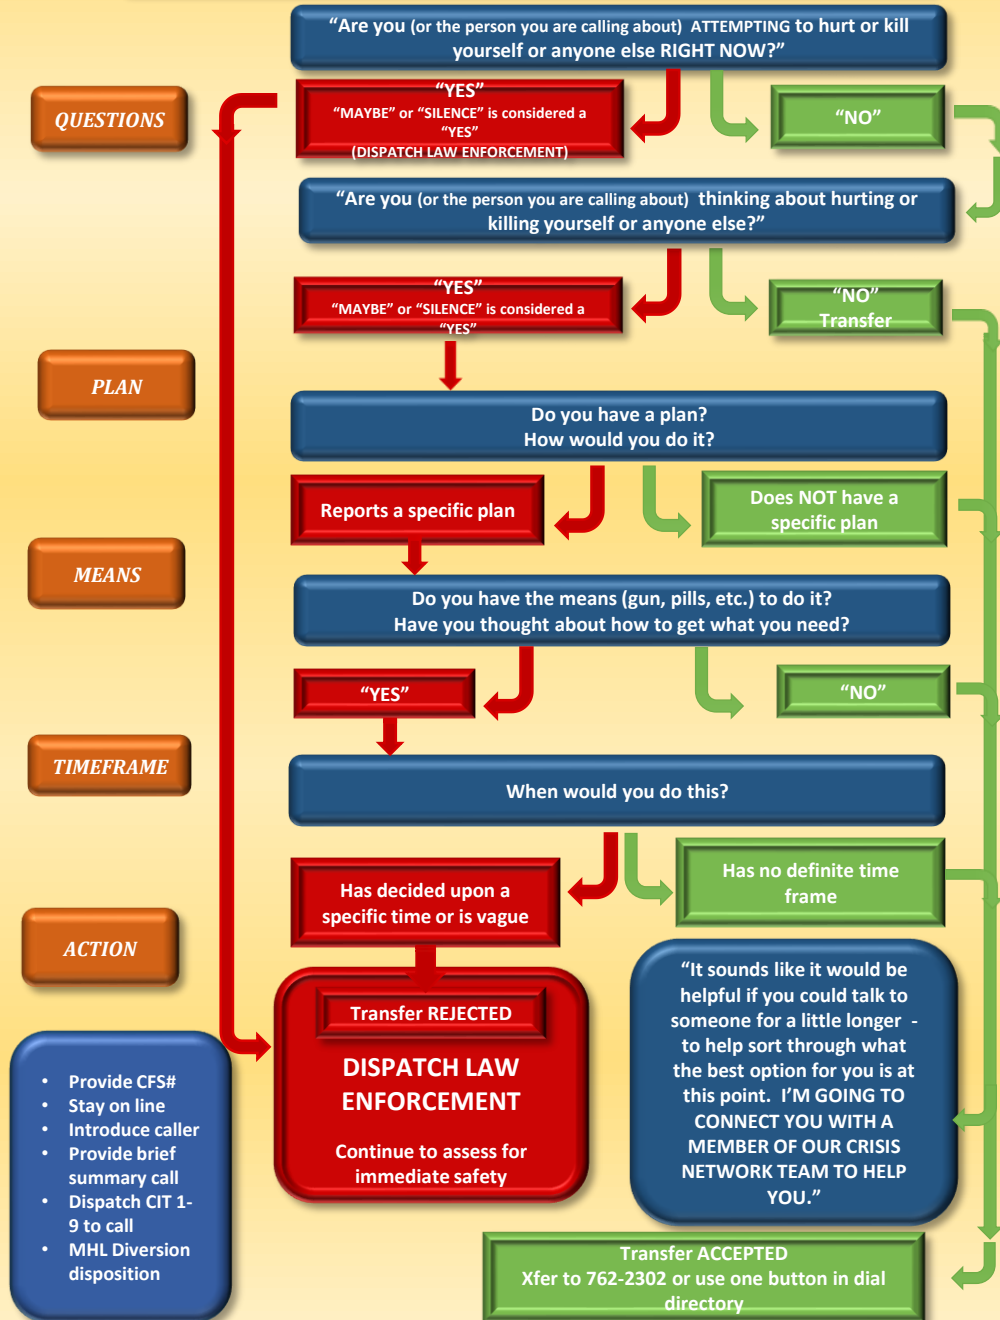 “Are you (or the person you are calling about) ATTEMPTING to hurt or kill
yourself or anyone else RIGHT NOW?”
QUESTIONS
“YES”
“MAYBE” or “SILENCE” is considered a
“YES”
(DISPATCH LAW ENFORCEMENT)
“NO”
“Are you (or the person you are calling about) thinking about hurting or
killing yourself or anyone else?”
“YES”
“MAYBE” or “SILENCE” is considered a
“YES”
“NO”
Transfer
PLAN
Do you have a plan?
How would you do it?
Reports a specific plan
Does NOT have a
specific plan
MEANS
Do you have the means (gun, pills, etc.) to do it?
Have you thought about how to get what you need?
“YES”
“NO”
TIMEFRAME
When would you do this?
Has decided upon a
specific time or is vague
Has no definite time
frame
ACTION
Transfer REJECTED
DISPATCH LAW
ENFORCEMENT
Continue to assess for
immediate safety
“It sounds like it would be
helpful if you could talk to
someone for a little longer -
to help sort through what
the best option for you is at
this point. I’M GOING TO
CONNECT YOU WITH A
MEMBER OF OUR CRISIS
NETWORK TEAM TO HELP
YOU.”
• Provide CFS#
• Stay on line
• Introduce caller
• Provide brief
summary call
• Dispatch CIT 1-
9 to call
• MHL Diversion
disposition
Transfer ACCEPTED
Xfer to 762-2302 or use one button in dial
directory